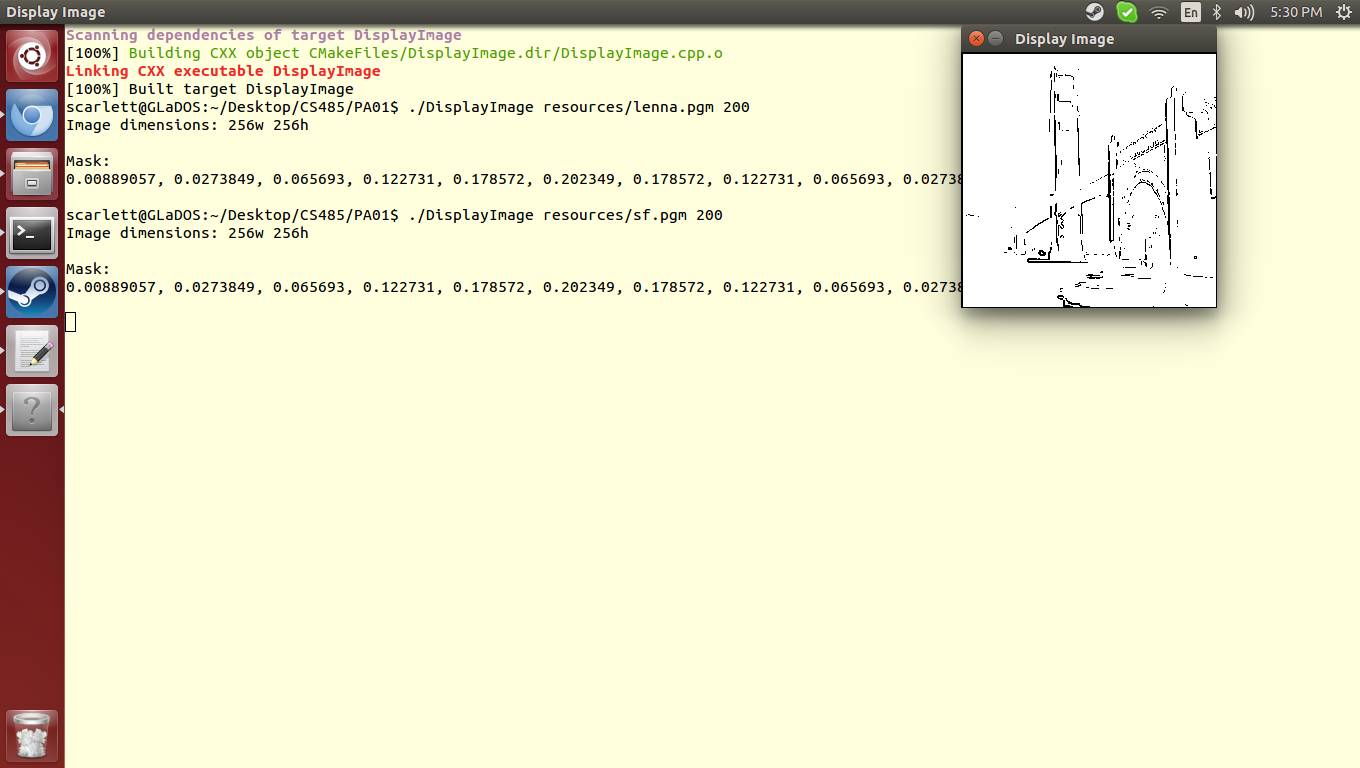 Display Image
En
5:30 PM
Scanning dependencies of target DisplayImage
[100%] Building CXX object CMakeFiles/DisplayImage.dir/DisplayImage.cpp.o
Linking CXX executable DisplayImage
[100%] Built target DisplayImage
scarlett@GLaDOS:~/Desktop/CS485/PA01$ ./DisplayImage resources/lenna.pgm 200
Image dimensions: 256w 256h
Mask:
0.00889057, 0.0273849, 0.065693, 0.122731, 0.178572, 0.202349, 0.178572, 0.122731, 0.065693, 0.02738
scarlett@GLaDOS:~/Desktop/CS485/PA01$ ./DisplayImage resources/sf.pgm 200
Image dimensions: 256w 256h
Mask:
0.00889057, 0.0273849, 0.065693, 0.122731, 0.178572, 0.202349, 0.178572, 0.122731, 0.065693, 0.02738
Display Image